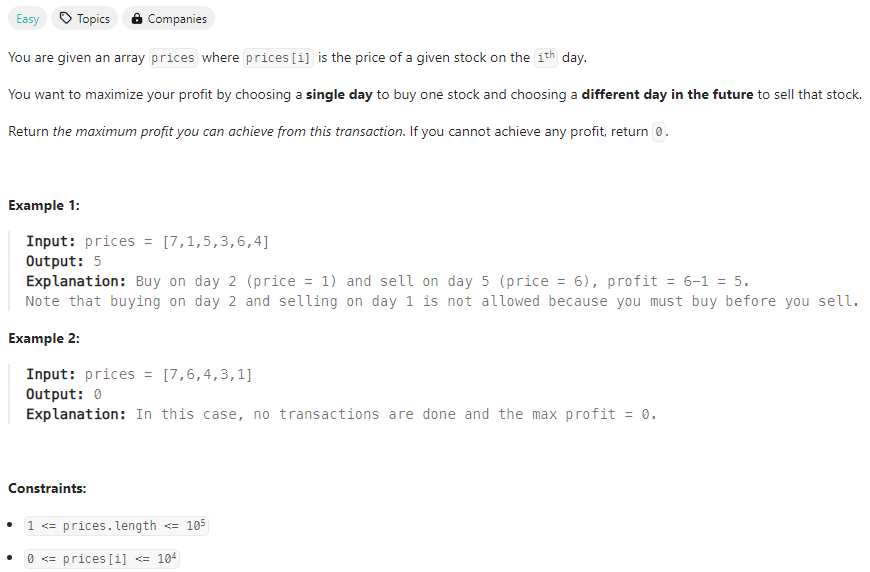 Easy Topics Companies
You are given an array prices where prices[i] is the price of a given stock on the ith day.
You want to maximize your profit by choosing a single day to buy one stock and choosing a different day in the future to sell that stock.
Return the maximum profit you can achieve from this transaction. If you cannot achieve any profit, return 0.
Example 1:
Input: prices = [7,1,5,3,6,4]
Output: 5
Explanation: Buy on day 2 (price = 1) and sell on day 5 (price = 6), profit = 6-1 = 5.
Note that buying on day 2 and selling on day 1 is not allowed because you must buy before you sell.
Example 2:
Input: prices = [7,6,4,3,1]
Output: 0
Explanation: In this case, no transactions are done and the max profit = 0.
Constraints:
• 1 <= prices.length <= 10⁵
• 0 <= prices[i] <= 10⁴